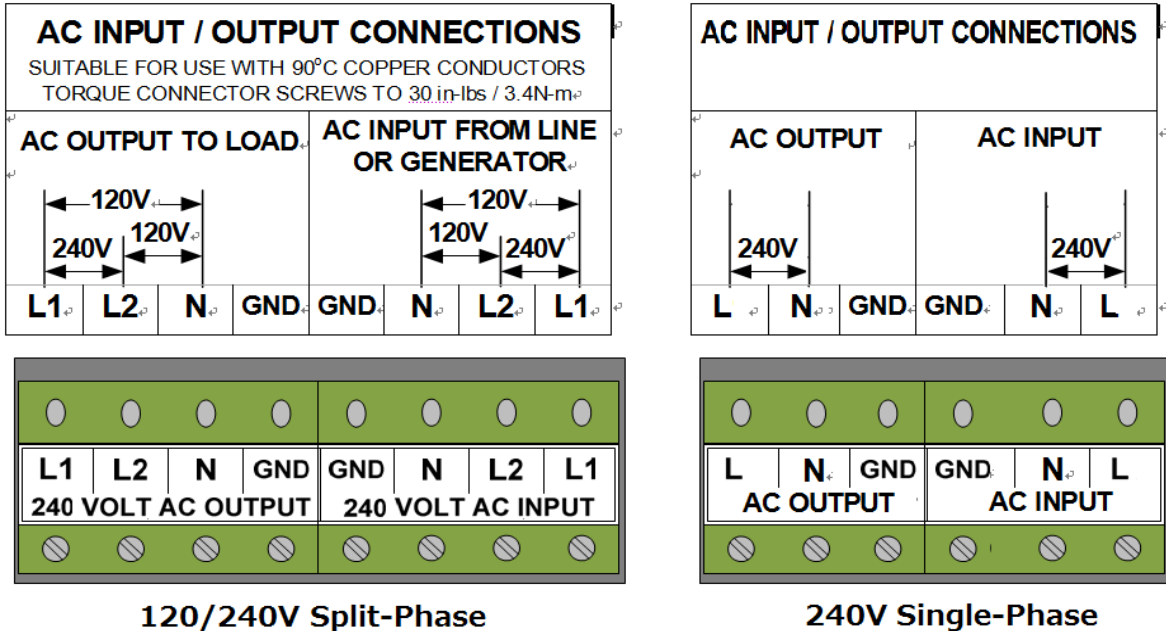 AC INPUT / OUTPUT CONNECTIONS
SUITABLE FOR USE WITH 90°C COPPER CONDUCTORS
TORQUE CONNECTOR SCREWS TO 30 in-lbs / 3.4N-m
AC OUTPUT TO LOAD
AC INPUT FROM LINE
OR GENERATOR
120V
120V
240V
120V
120V
240V
L1 L2 N GND GND N L2 L1
L1 L2 N GND GND N L2 L1
240 VOLT AC OUTPUT 240 VOLT AC INPUT
120/240V Split-Phase
AC INPUT / OUTPUT CONNECTIONS
AC OUTPUT
AC INPUT
240V
240V
L N GND GND N L
L N GND GND N L
AC OUTPUT AC INPUT
240V Single-Phase